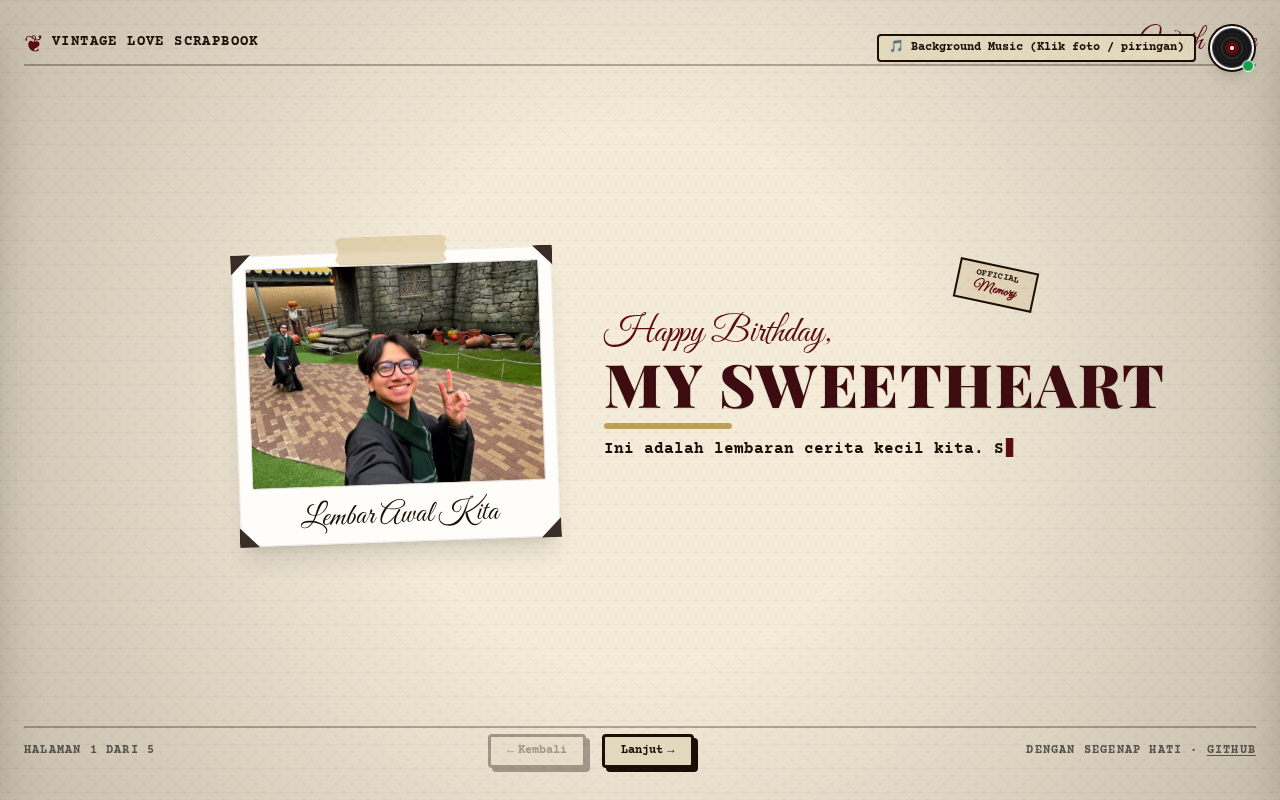 ❦ VINTAGE LOVE SCRAPBOOK
🎵 Background Music (Klik foto / piringan)
OFFICIAL
Memory
Happy Birthday,
MY SWEETHEART
Ini adalah lembaran cerita kecil kita. S
Lembar Awal Kita
HALAMAN 1 DARI 5
← Kembali
Lanjut →
DENGAN SEGENAP HATI · GITHUB